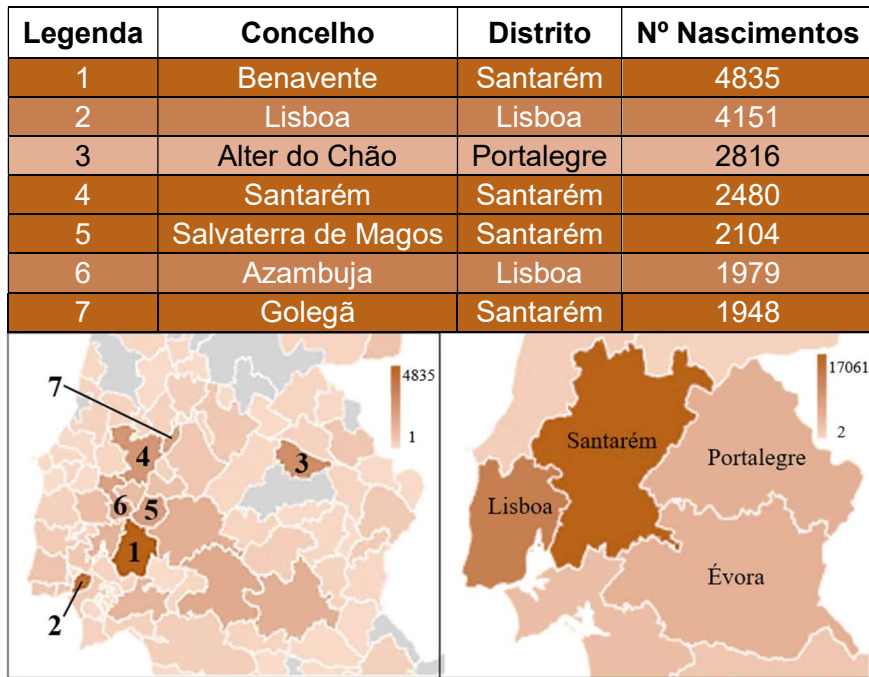 Legenda Concelho Distrito Nº Nascimentos
1 Benavente Santarém 4835
2 Lisboa Lisboa 4151
3 Alter do Chão Portalegre 2816
4 Santarém Santarém 2480
5 Salvaterra de Magos Santarém 2104
6 Azambuja Lisboa 1979
7 Golegã Santarém 1948
4835
1
7
4
3
6 5
1
2
17061
2
Santarém
Portalegre
Lisboa
Évora